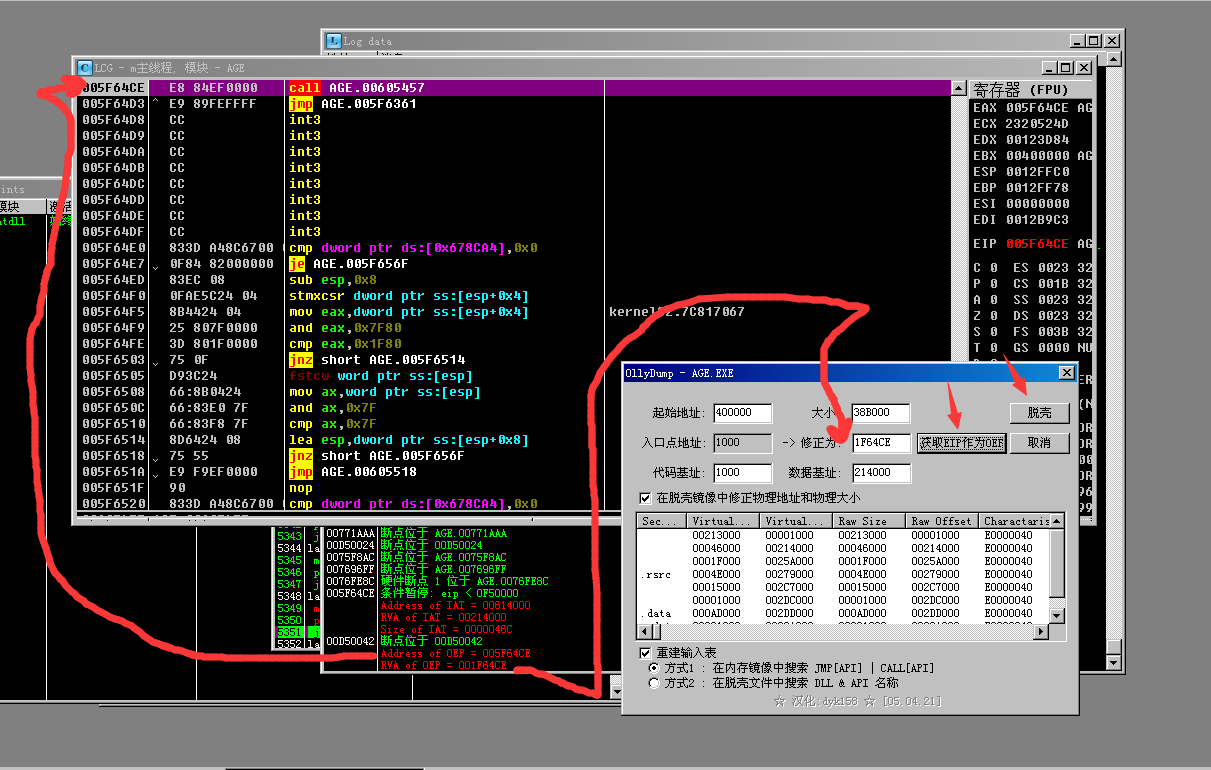 Log data
LCG - m主线程, 模块 - AGE
005F64CE E8 84EF0000 call AGE.00605457
005F64D3 ^ E9 89FEFFFF jmp AGE.005F6361
005F64D8 CC int3
005F64D9 CC int3
005F64DA CC int3
005F64DB CC int3
005F64DC CC int3
005F64DD CC int3
005F64DE CC int3
005F64DF CC int3
005F64E0 833D A48C6700 cmp dword ptr ds:[0x678CA4],0x0
005F64E7 0F84 82000000 je AGE.005F656F
005F64ED 83EC 08 sub esp,0x8
005F64F0 0FAE5C24 04 stmxcsr dword ptr ss:[esp+0x4]
005F64F5 8B4424 04 mov eax,dword ptr ss:[esp+0x4] kernel32.7C817067
005F64F9 25 807F0000 and eax,0x7F80
005F64FE 3D 801F0000 cmp eax,0x1F80
005F6503 75 0F jnz short AGE.005F6514
005F6505 D93C24 fstcw word ptr ss:[esp]
005F6508 66:8B0424 mov ax,word ptr ss:[esp]
005F650C 66:83E0 7F and ax,0x7F
005F6510 66:83F8 7F cmp ax,0x7F
005F6514 8D6424 08 lea esp,dword ptr ss:[esp+0x8]
005F6518 75 55 jnz short AGE.005F656F
005F651A E9 F9EF0000 jmp AGE.00605518
005F651F 90 nop
005F6520 833D A48C6700 cmp dword ptr ds:[0x678CA4],0x0
寄存器 (FPU)
EAX 005F64CE AG
ECX 2320524D
EDX 00123D84
EBX 00400000 AG
ESP 0012FFC0
EBP 0012FF78
ESI 00000000
EDI 0012B9C3
EIP 005F64CE AG
C 0 ES 0023 32
P 0 CS 001B 32
A 0 SS 0023 32
Z 0 DS 0023 32
S 0 FS 003B 32
T 0 GS 0000 NU
ints
模块
ntdll
5343
5344 la
5345
5346
5347
5348 la
5349
5350
5351
5352 la
00771AAA 断点位于 AGE.00771AAA
00D50024 断点位于 00D50024
0075F8AC 断点位于 AGE.0075F8AC
007696FF 断点位于 AGE.007696FF
0076FE8C 硬件断点 1 位于 AGE.0076FE8C
005F64CE 条件暂停: eip < 0F50000
Address of IAT = 00614000
RVA of IAT = 00214000
Size of IAT = 0000046C
00D50042 断点位于 00D50042
Address of OEP = 005F64CE
RVA of OEP = 001F64CE
OllyDump - AGE.EXE
起始地址: 400000 大小: 38B000 脱壳
入口点地址: 1000 -> 修正为: 1F64CE 获取EIP作为OEP 取消
代码基址: 1000 数据基址: 214000
在脱壳镜像中修正物理地址和物理大小
Sec... Virtual... Virtual... Raw Size Raw Offset Charactaris
00213000 00001000 00213000 00001000 E0000040
00046000 00214000 00046000 00214000 E0000040
0001F000 0025A000 0001F000 0025A000 E0000040
.rsrc 0004E000 00279000 0004E000 00279000 E0000040
00015000 002C7000 00015000 002C7000 E0000040
00001000 002DC000 00001000 002DC000 E0000040
.data 000AD000 002DD000 000AD000 002DD000 E0000040
重建输入表
方式1 : 在内存镜像中搜索 JMP[API] | CALL[API]
方式2 : 在脱壳文件中搜索 DLL & API 名称
☆ 汉化:dyk158 ☆ [05.04.21]